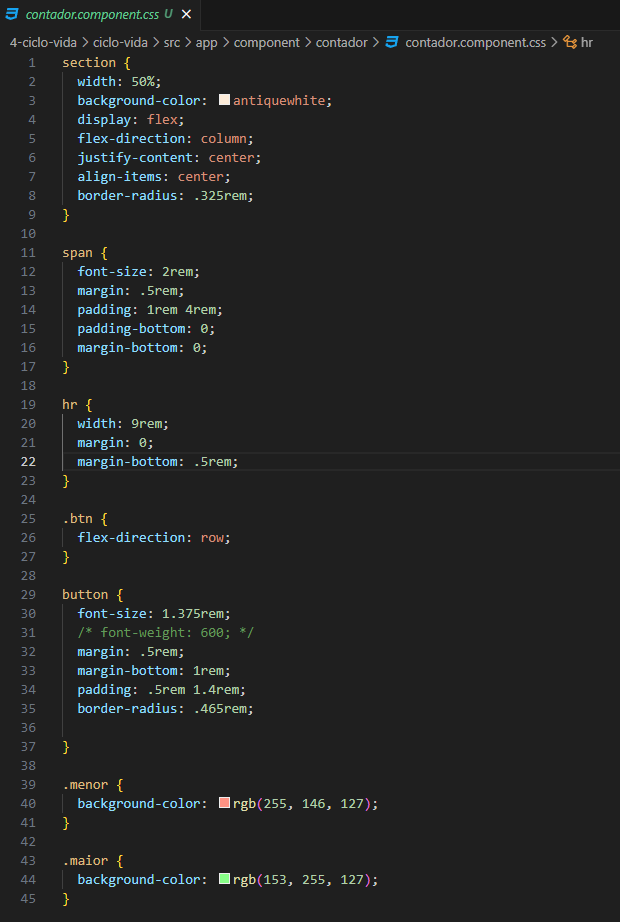 contador.component.css U
4-ciclo-vida > ciclo-vida > src > app > component > contador > contador.component.css > hr
1 section {
2 width: 50%;
3 background-color: antiquewhite;
4 display: flex;
5 flex-direction: column;
6 justify-content: center;
7 align-items: center;
8 border-radius: .325rem;
9 }
10
11 span {
12 font-size: 2rem;
13 margin: .5rem;
14 padding: 1rem 4rem;
15 padding-bottom: 0;
16 margin-bottom: 0;
17 }
18
19 hr {
20 width: 9rem;
21 margin: 0;
22 margin-bottom: .5rem;
23 }
24
25 .btn {
26 flex-direction: row;
27 }
28
29 button {
30 font-size: 1.375rem;
31 /* font-weight: 600; */
32 margin: .5rem;
33 margin-bottom: 1rem;
34 padding: .5rem 1.4rem;
35 border-radius: .465rem;
36
37 }
38
39 .menor {
40 background-color: rgb(255, 146, 127);
41 }
42
43 .maior {
44 background-color: rgb(153, 255, 127);
45 }